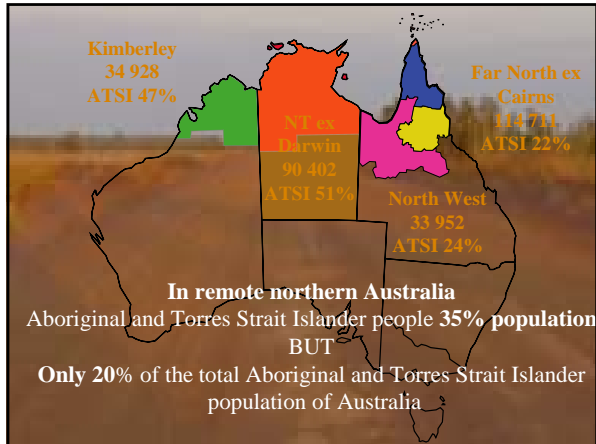 Kimberley
34 928
ATSI 47%
NT ex
Darwin
90 402
ATSI 51%
Far North ex
Cairns
114 711
ATSI 22%
North West
33 952
ATSI 24%
In remote northern Australia
Aboriginal and Torres Strait Islander people 35% population
BUT
Only 20% of the total Aboriginal and Torres Strait Islander
population of Australia